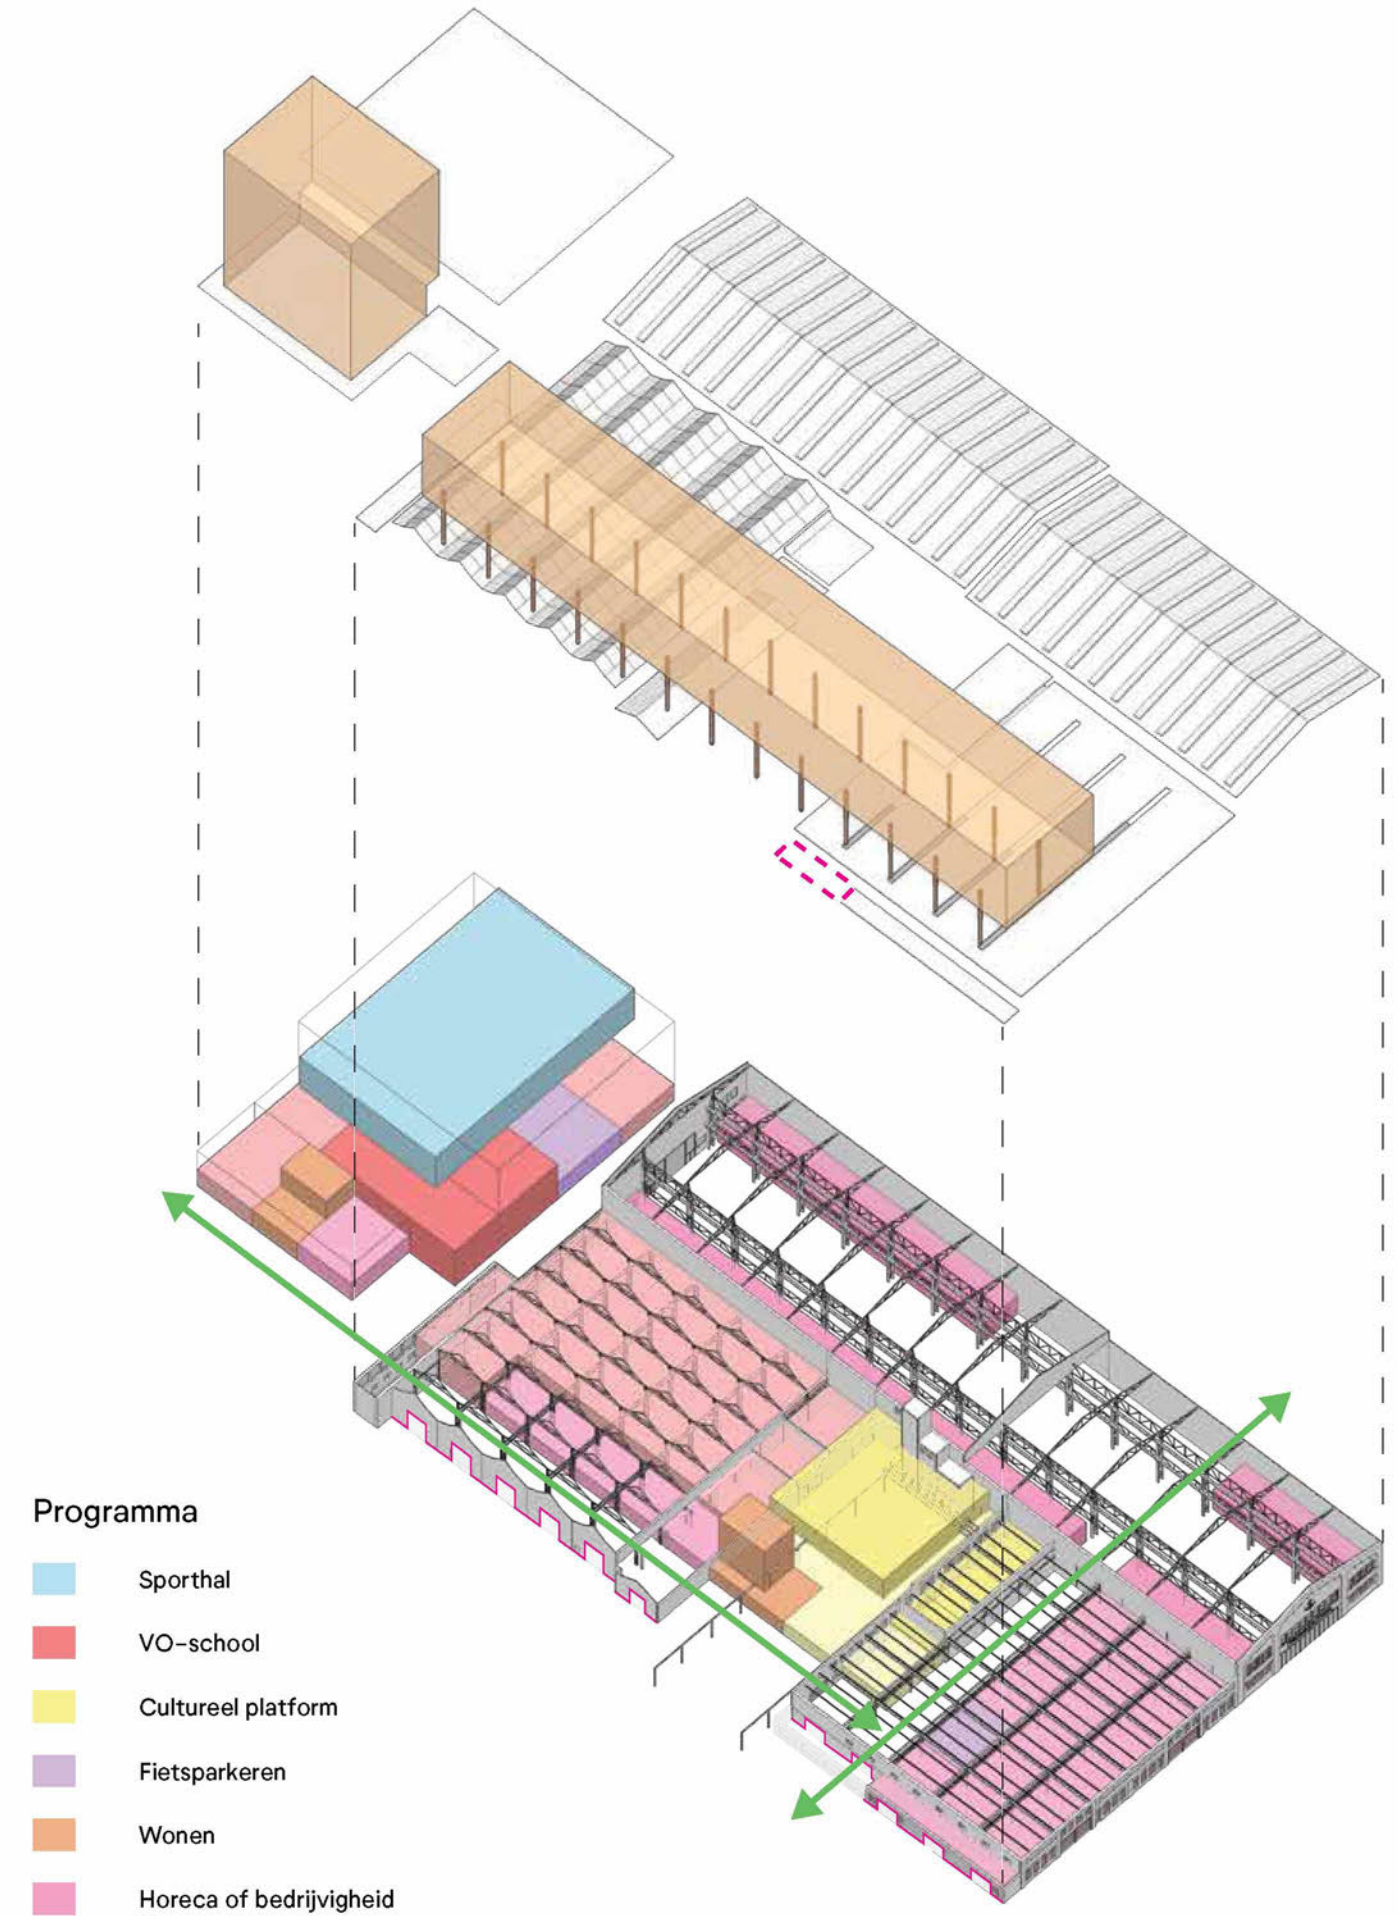 Programma
Sporthal
VO-school
Cultureel platform
Fietsparkeren
Wonen
Horeca of bedrijvigheid